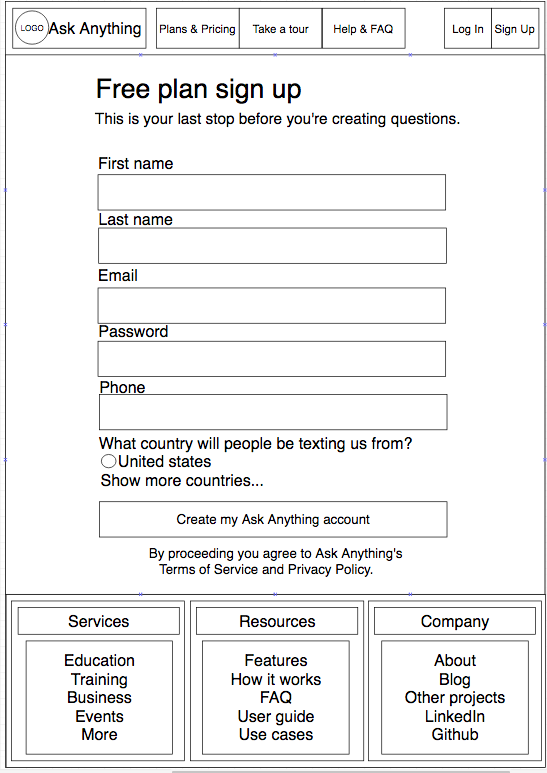 LOGO Ask Anything
Plans & Pricing
Take a tour
Help & FAQ
Log In
Sign Up
Free plan sign up
This is your last stop before you're creating questions.
First name
Last name
Email
Password
Phone
What country will people be texting us from?
United states
Show more countries...
Create my Ask Anything account
By proceeding you agree to Ask Anything's
Terms of Service and Privacy Policy.
Services
Education
Training
Business
Events
More
Resources
Features
How it works
FAQ
User guide
Use cases
Company
About
Blog
Other projects
LinkedIn
Github